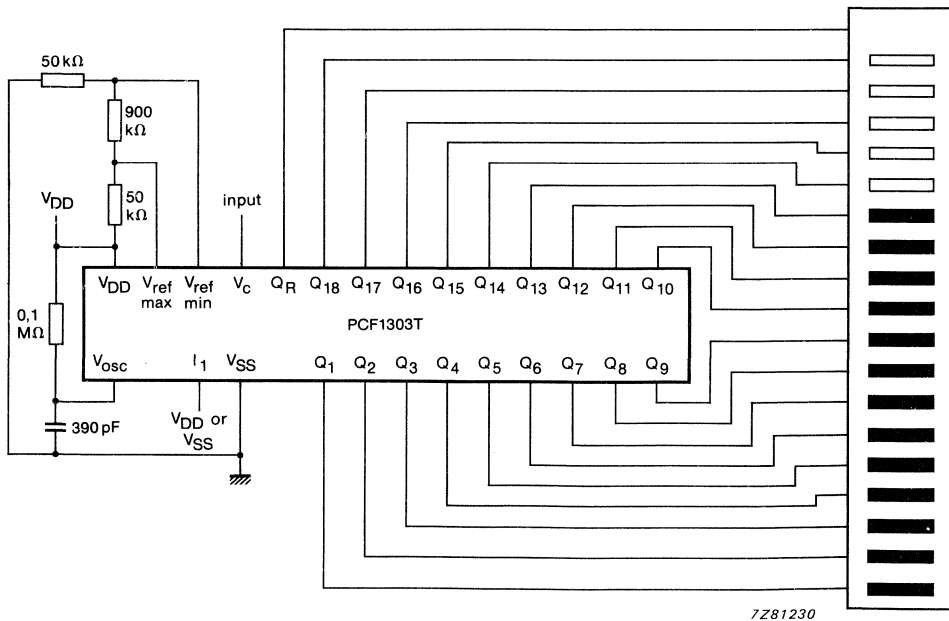 50 kΩ
900
kΩ
50
kΩ
VDD
input
VDD
Vref
max
Vref
min
VC
QR
Q18
Q17
Q16
Q15
Q14
Q13
Q12
Q11
Q10
0,1
MΩ
PCF1303T
Vosc
I1
VSS
Q1
Q2
Q3
Q4
Q5
Q6
Q7
Q8
Q9
390 pF
VDD or
VSS
7Z81230